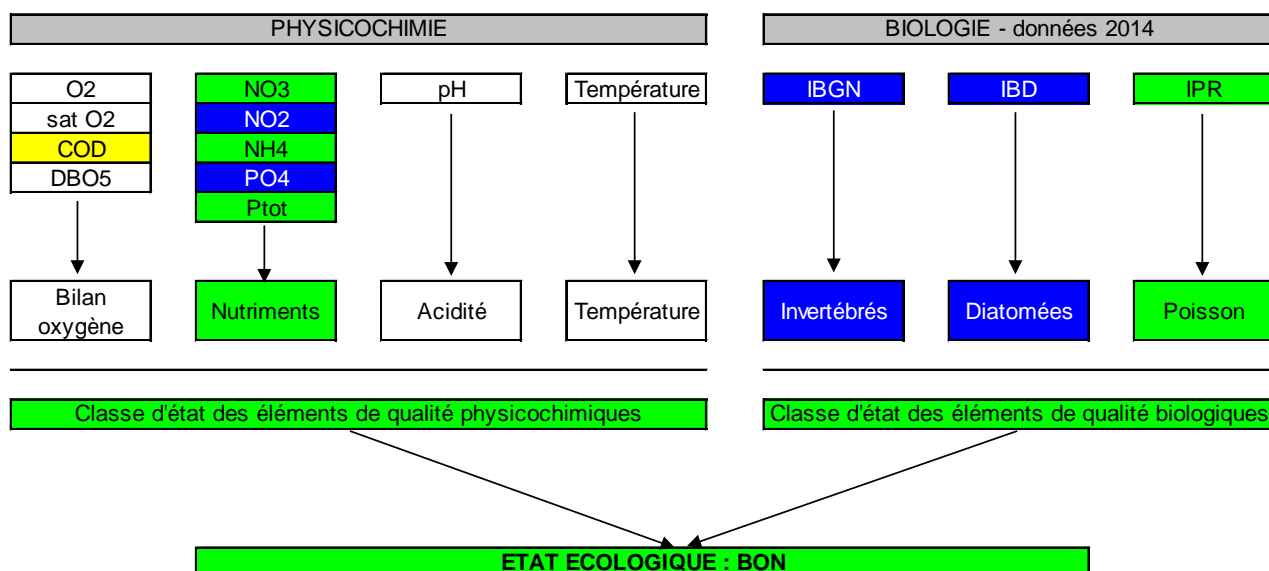 PHYSICOCHIMIE
BIOLOGIE - données 2014
O2
NO3
pH
Température
IBGN
IBD
IPR
sat O2
NO2
COD
NH4
DBO5
PO4
Ptot
Bilan
oxygène
Nutriments
Acidité
Température
Invertébrés
Diatomées
Poisson
Classe d'état des éléments de qualité physicochimiques
Classe d'état des éléments de qualité biologiques
ETAT ECOLOGIQUE : BON